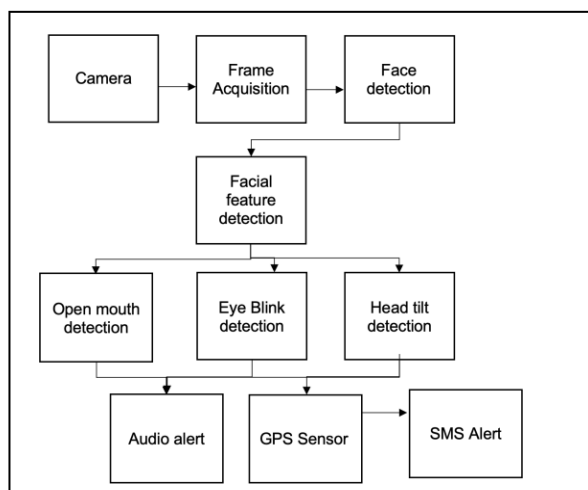 Camera
Frame
Acquisition
Face
detection
Facial
feature
detection
Open mouth
detection
Eye Blink
detection
Head tilt
detection
Audio alert
GPS Sensor
SMS Alert